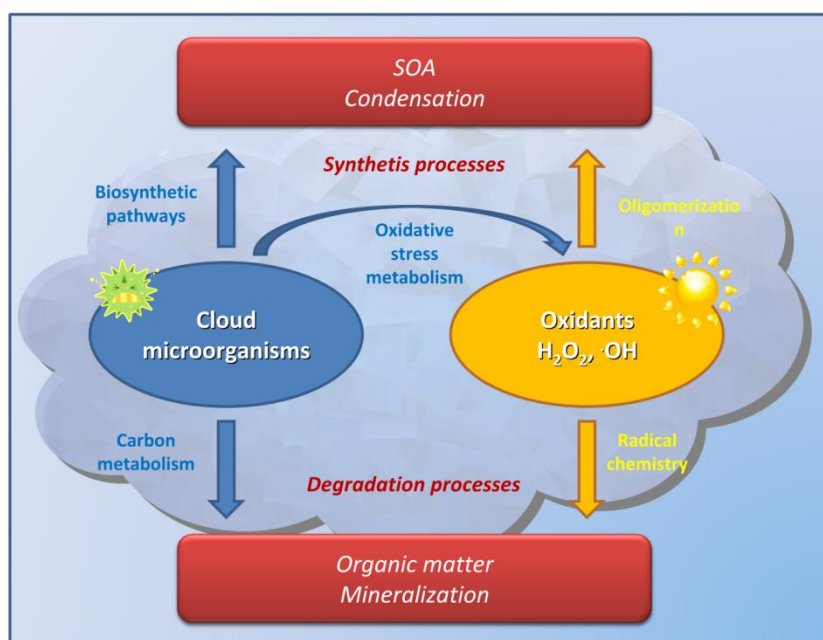 SOA
Condensation
Synthetis processes
Biosynthetic
pathways
Oligomerizatio
n
Oxidative
stress
metabolism
Cloud
microorganisms
Oxidants
H₂O₂, ·OH
Carbon
metabolism
Radical
chemistry
Degradation processes
Organic matter
Mineralization